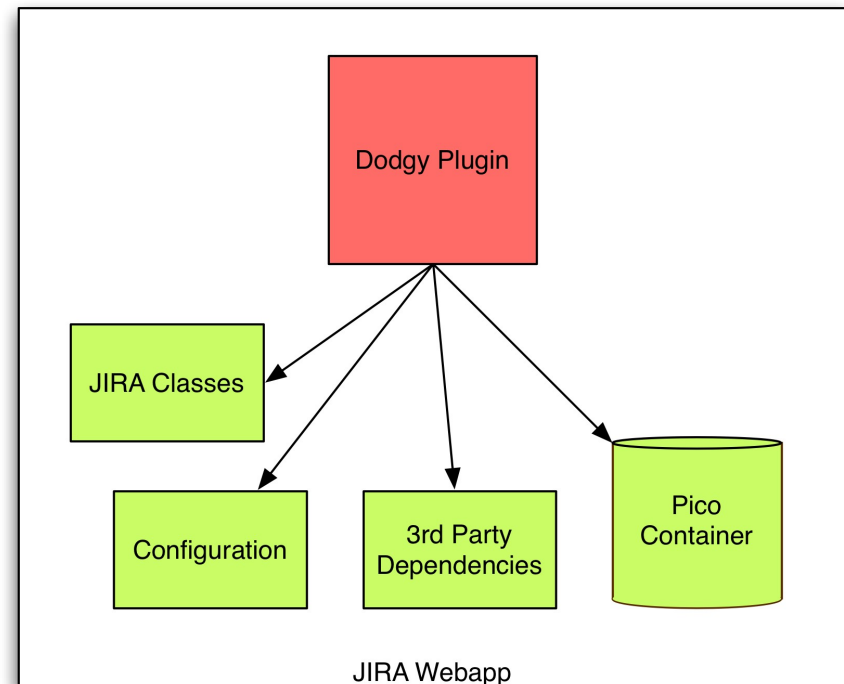 Dodgy Plugin
JIRA Classes
Configuration
3rd Party
Dependencies
Pico
Container
JIRA Webapp